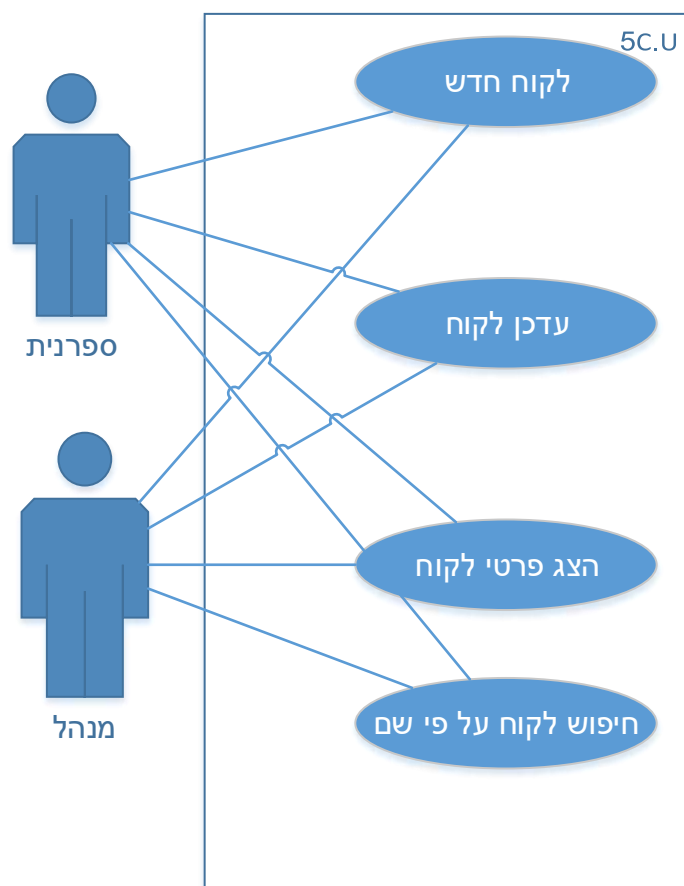 5C.U
לקוח חדש
עדכן לקוח
ספרנית
הצג פרטי לקוח
מנהל
חיפוש לקוח על פי שם